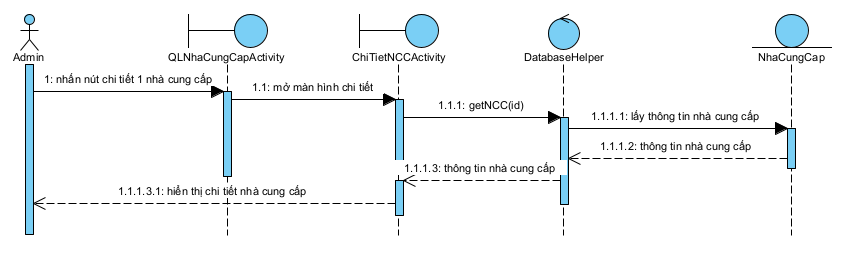 Admin
QLNhaCungCapActivity
ChiTietNCCActivity
DatabaseHelper
NhaCungCap
1: nhấn nút chi tiết 1 nhà cung cấp
1.1: mở màn hình chi tiết
1.1.1: getNCC(id)
1.1.1.1: lấy thông tin nhà cung cấp
1.1.1.2: thông tin nhà cung cấp
1.1.1.3: thông tin nhà cung cấp
1.1.1.3.1: hiển thị chi tiết nhà cung cấp